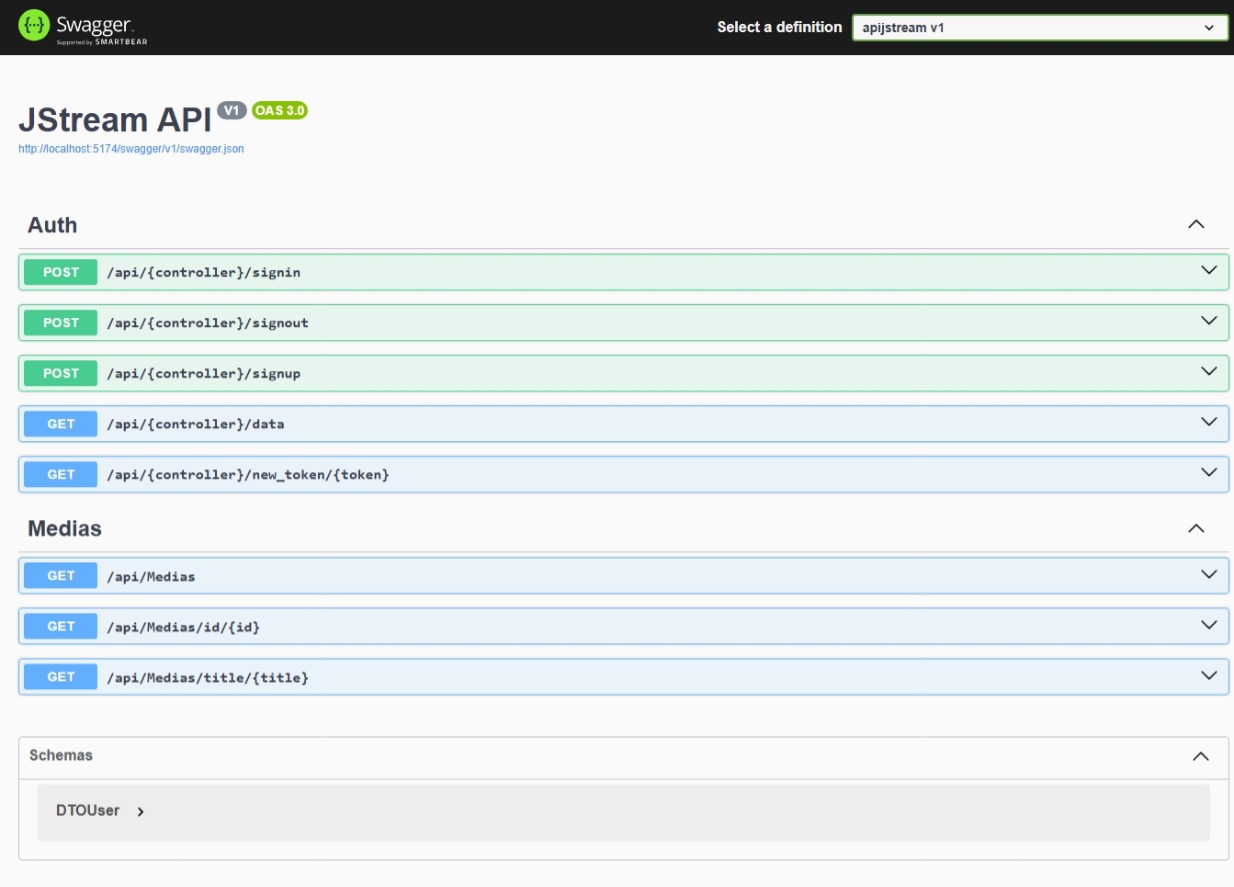 Swagger
Supported by SMARTBEAR
Select a definition
apijstream v1
JStream API V1 OAS 3.0
http://localhost:5174/swagger/v1/swagger.json
Auth
POST /api/{controller}/signin
POST /api/{controller}/signout
POST /api/{controller}/signup
GET /api/{controller}/data
GET /api/{controller}/new_token/{token}
Medias
GET /api/Medias
GET /api/Medias/id/{id}
GET /api/Medias/title/{title}
Schemas
DTOUser